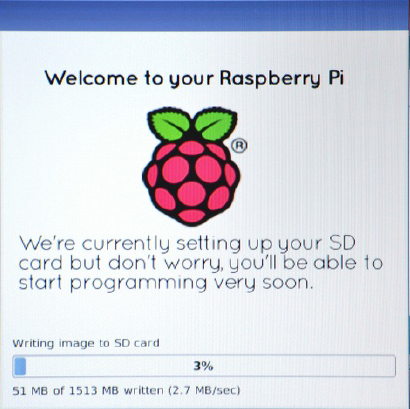 Welcome to your Raspberry Pi
®
We're currently setting up your SD
card but don't worry, you'll be able to
start programming very soon.
Writing image to SD card
3%
51 MB of 1513 MB written (2.7 MB/sec)